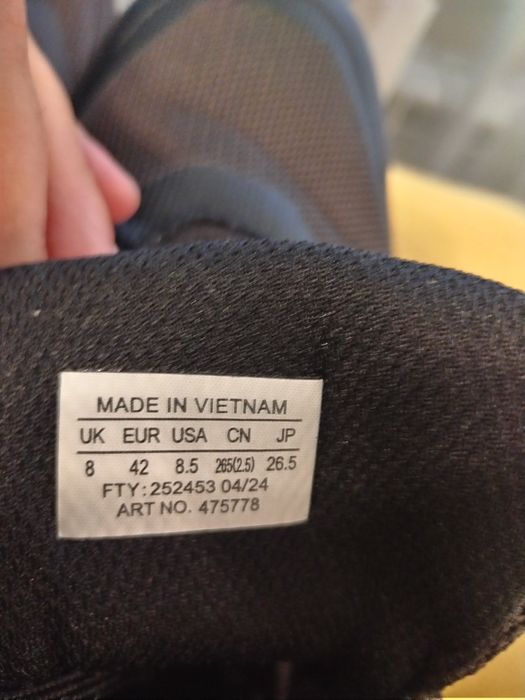 MADE IN VIETNAM
UK EUR USA CN JP
8 42 8.5 265(2.5) 26.5
FTY: 252453 04/24
ART NO. 475778